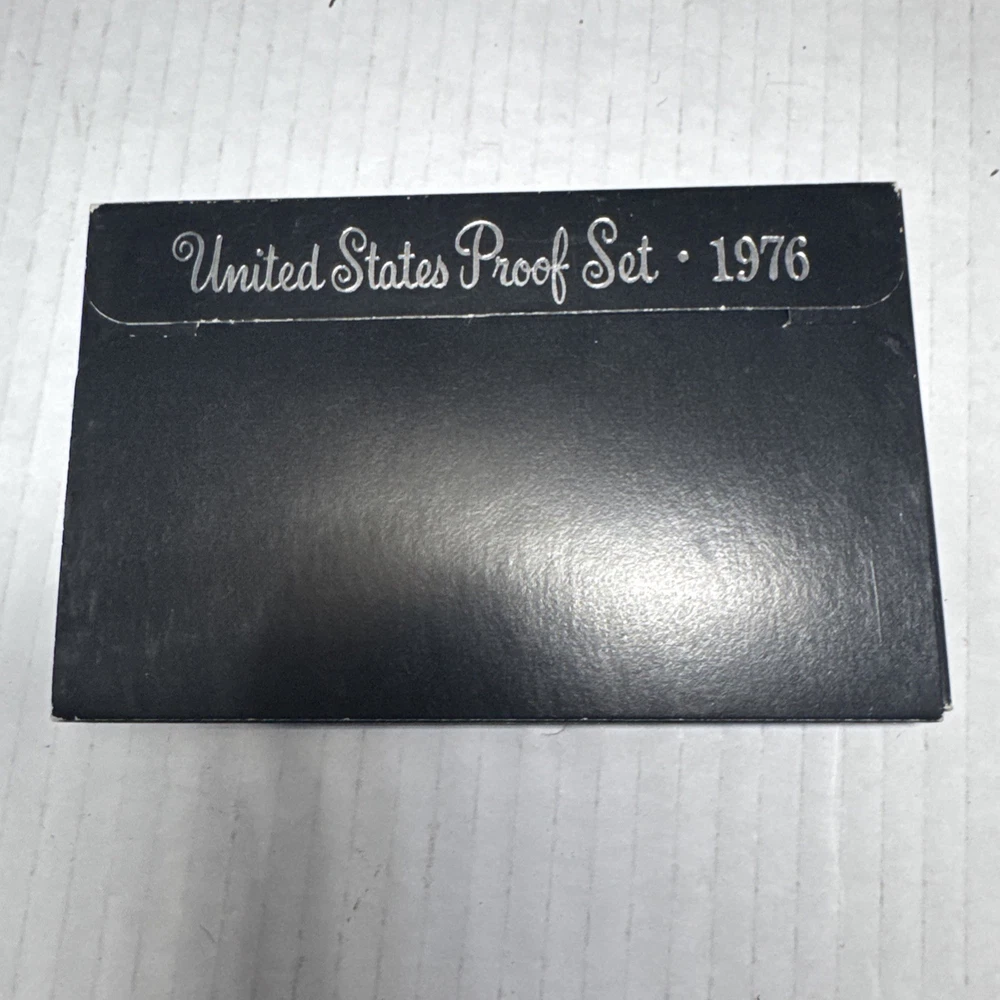 United States Proof Set · 1976